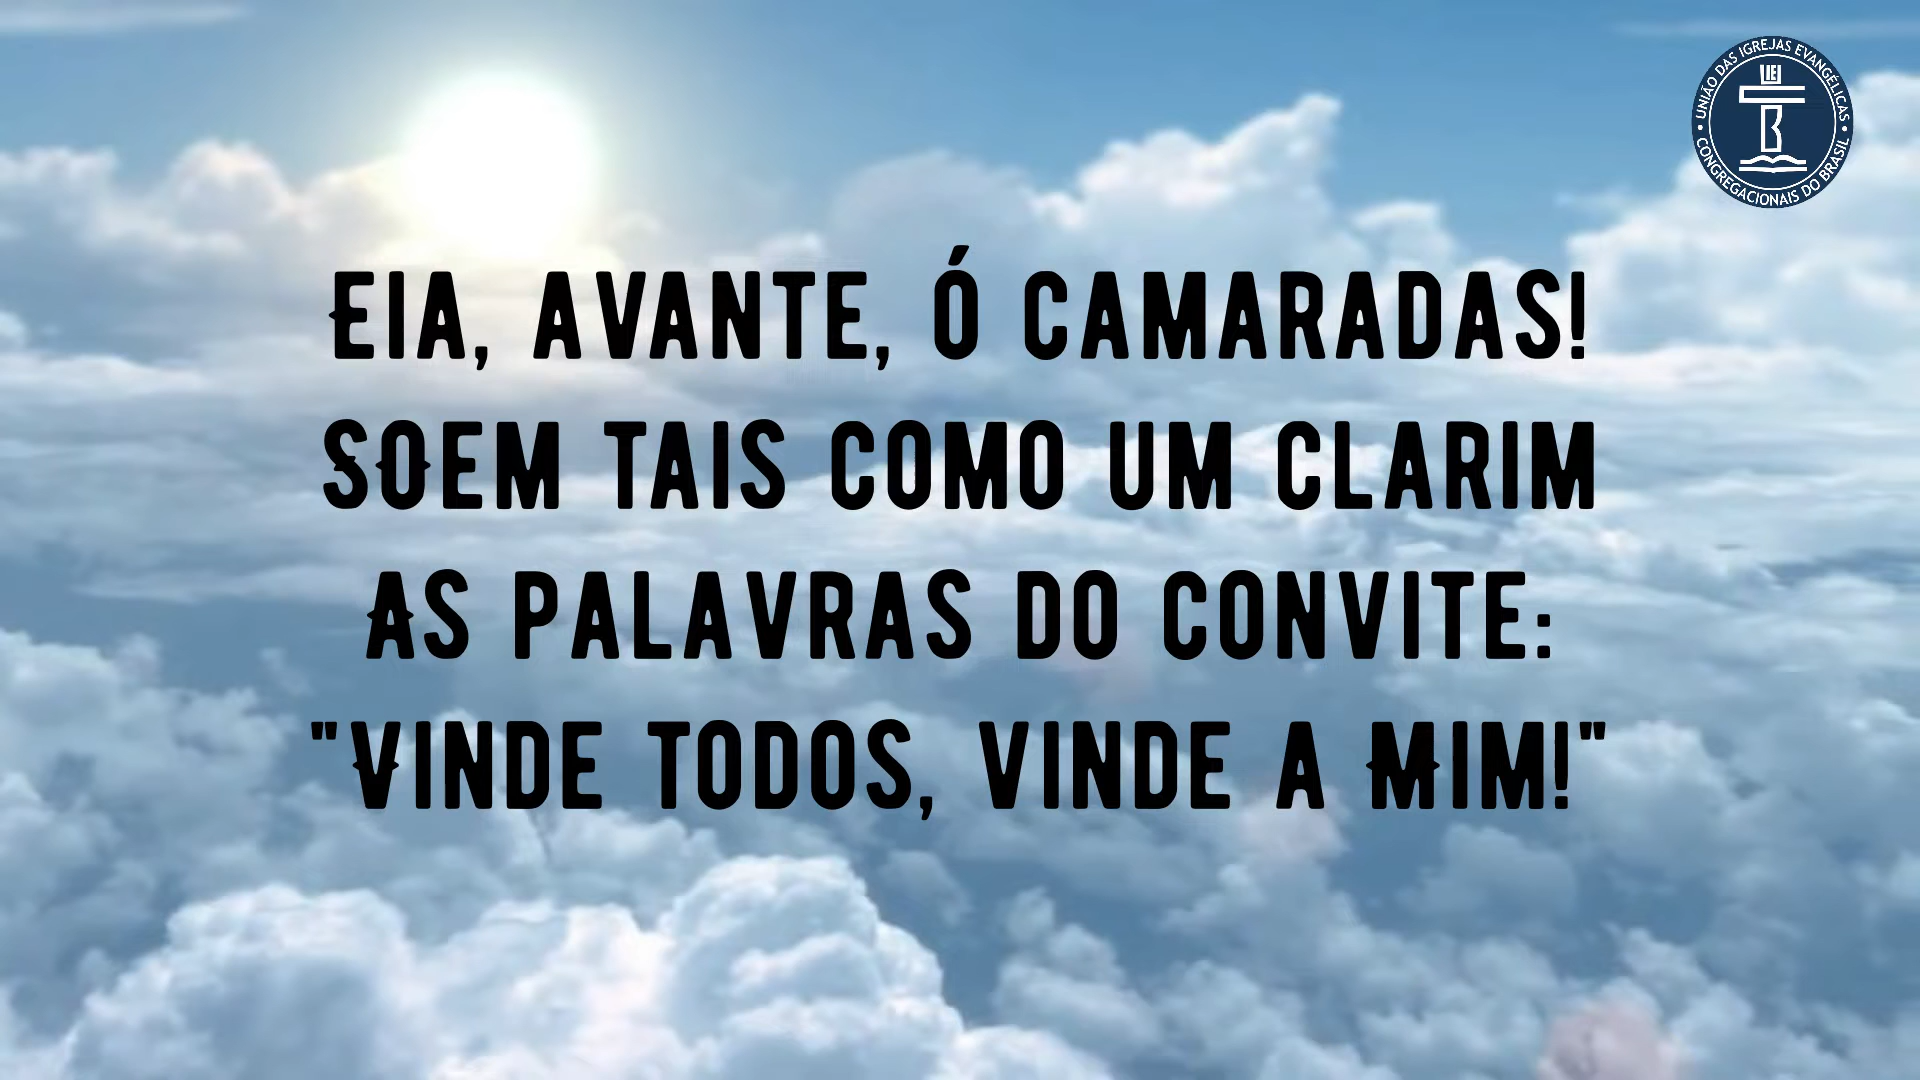 UNIÃO DAS IGREJAS EVANGÉLICAS
CONGREGACIONAIS DO BRASIL
Eia, avante, ó camaradas!
Soem tais como um clarim
As palavras do convite:
"Vinde todos, vinde a Mim!"